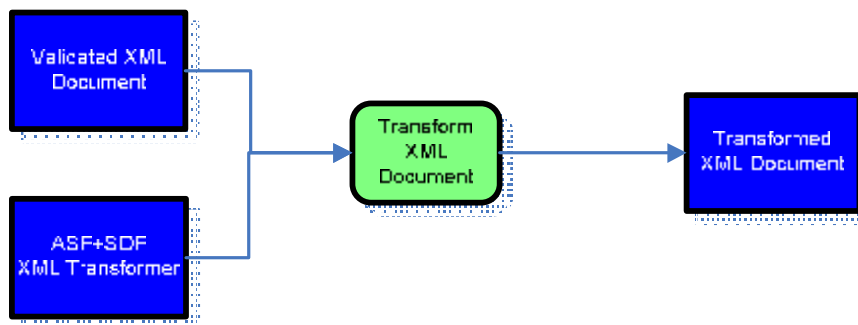 Valicated XML
Document
ASF+SDF
XML Transformer
Transform
XML
Document
Transformed
XML Document